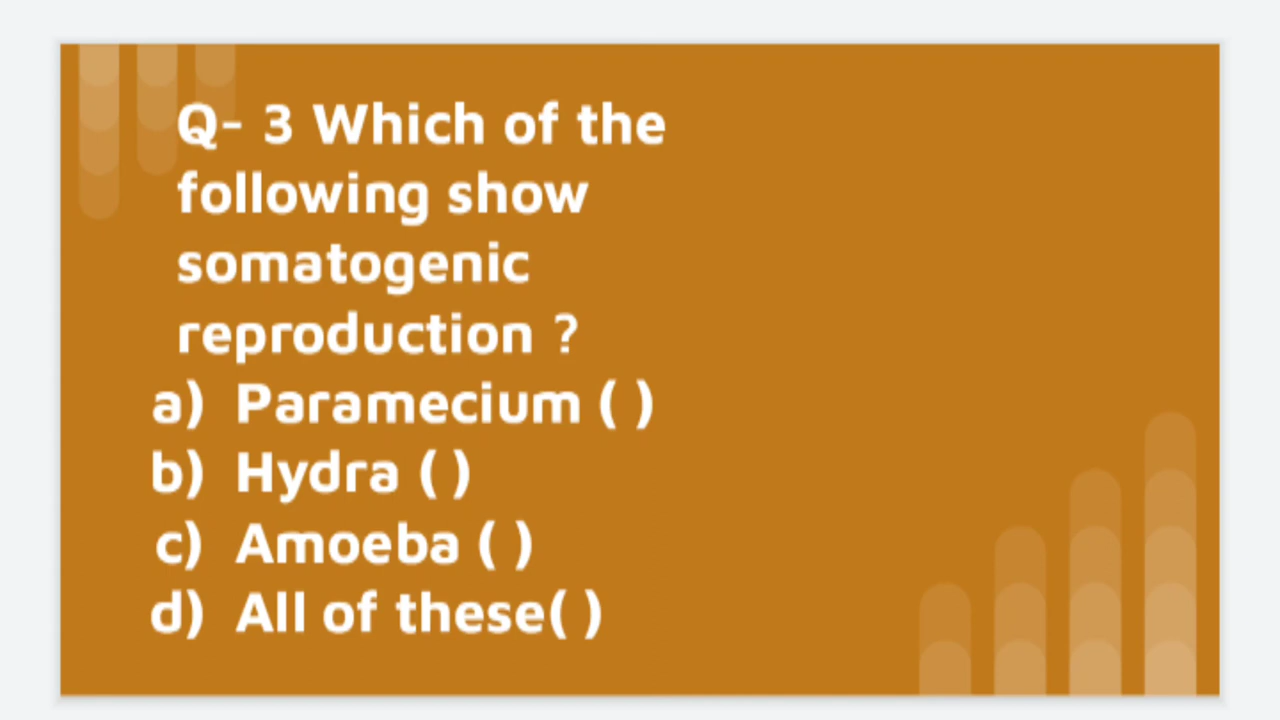 Q- 3 Which of the
following show
somatogenic
reproduction ?
a) Paramecium ( )
b) Hydra ( )
c) Amoeba ( )
d) All of these( )